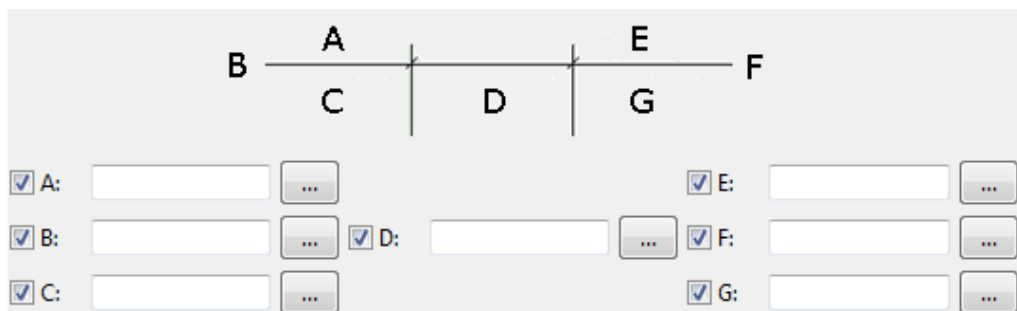 A E
B F
C D G
A: ... E: ...
B: ... D: ... F: ...
C: ... G: ...